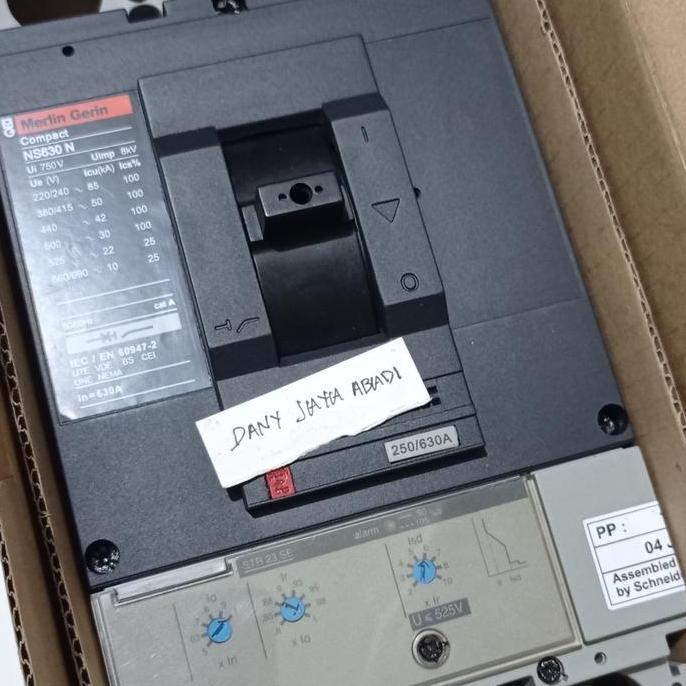 Merlin Gerin
Compact
NS630 N
Ui 750V Uimp 8kV
Ue (V) Icu(kA) Ics%
220/240 ~ 85 100
380/415 ~ 50 100
440 ~ 42 100
500 ~ 30 100
525 ~ 22 25
660/690 ~ 10 25
cat A
IEC / EN 60947-2
UTE VDE BS CEI
UNE NEMA
In=630A
I
O
DANY JAYA ABADI
250/630A
STR 23 SE
alarm
Io
x In
Ir
x Io
Isd
x Ir
U ≤ 525V
PP :
04
Assembled
by Schneid